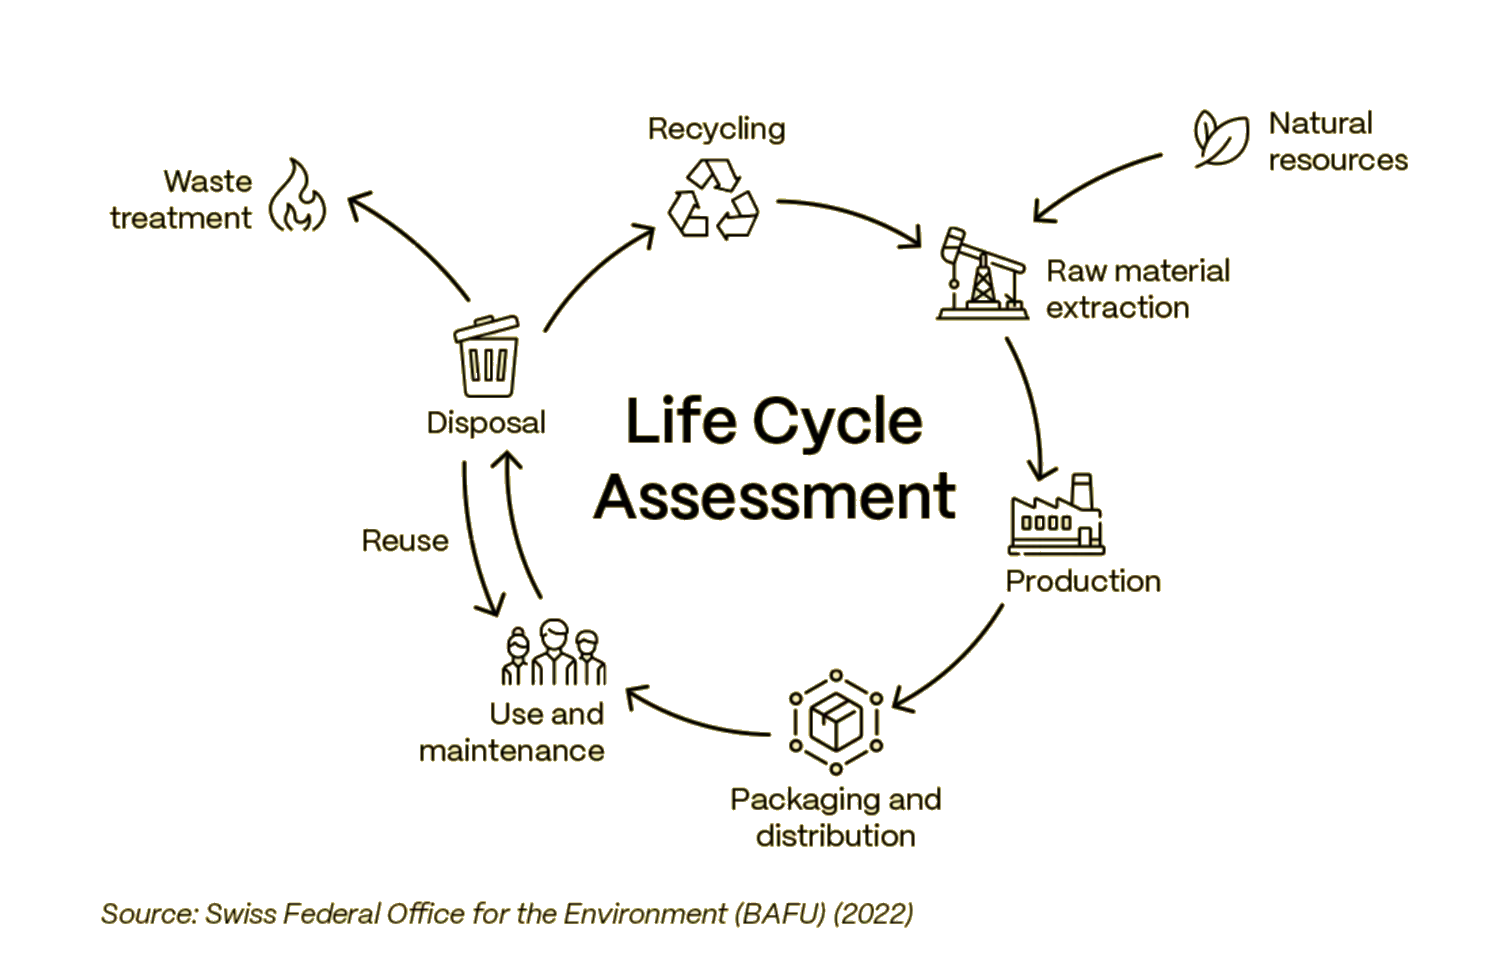 Recycling
Natural
resources
Waste
treatment
Raw material
extraction
Disposal
Life Cycle
Assessment
Reuse
Production
Use and
maintenance
Packaging and
distribution
Source: Swiss Federal Office for the Environment (BAFU) (2022)